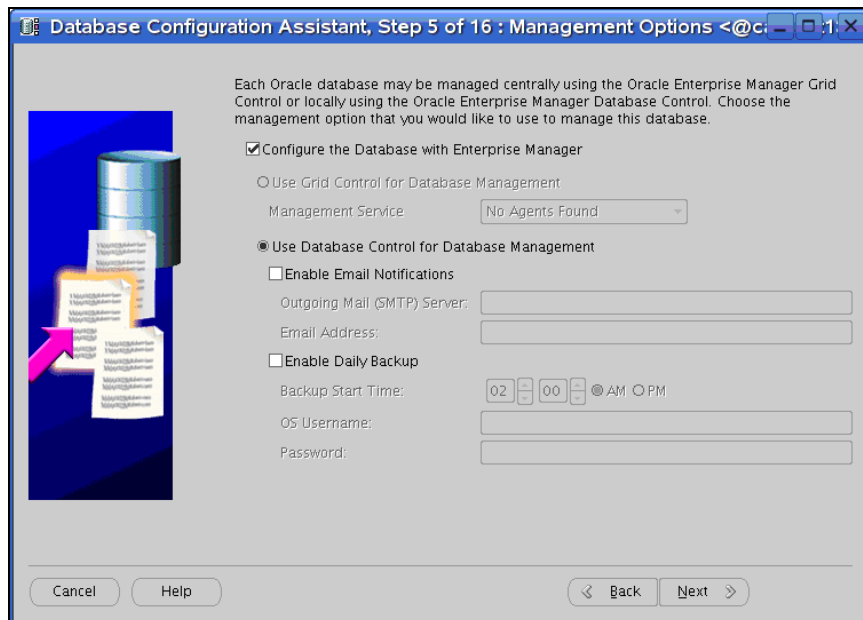 Database Configuration Assistant, Step 5 of 16 : Management Options <@c
Each Oracle database may be managed centrally using the Oracle Enterprise Manager Grid
Control or locally using the Oracle Enterprise Manager Database Control. Choose the
management option that you would like to use to manage this database.
Configure the Database with Enterprise Manager
Use Grid Control for Database Management
Management Service No Agents Found
Use Database Control for Database Management
Enable Email Notifications
Outgoing Mail (SMTP) Server:
Email Address:
Enable Daily Backup
Backup Start Time: 02 00 AM PM
OS Username:
Password:
Cancel Help Back Next